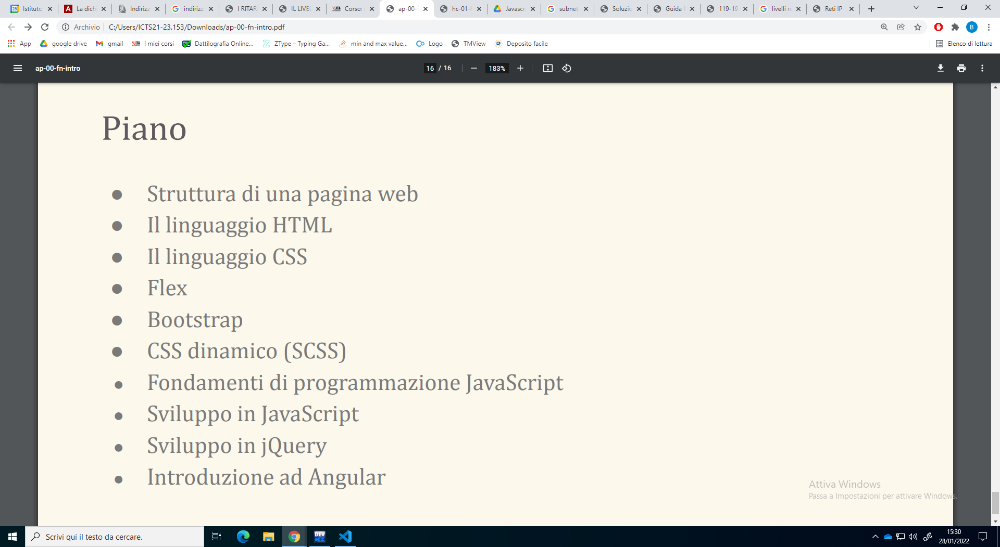 Istituto
La dich
Indirizz
indirizz
I RITAR
IL LIVEL
Corso:
ap-00-f
hc-01-h
Javascri
subnet
Soluzio
Guida
119-19
livelli re
Reti IP
Archivio
C:/Users/ICTS21-23.153/Downloads/ap-00-fn-intro.pdf
B
App
google drive
gmail
I miei corsi
Dattilografia Online...
ZType – Typing Ga...
min and max value...
Logo
TMView
Deposito facile
Elenco di lettura
ap-00-fn-intro
16 / 16
183%
Piano
● Struttura di una pagina web
● Il linguaggio HTML
● Il linguaggio CSS
● Flex
● Bootstrap
● CSS dinamico (SCSS)
● Fondamenti di programmazione JavaScript
● Sviluppo in JavaScript
● Sviluppo in jQuery
● Introduzione ad Angular
Attiva Windows
Passa a Impostazioni per attivare Windows.
Scrivi qui il testo da cercare.
DEV
15:30
28/01/2022